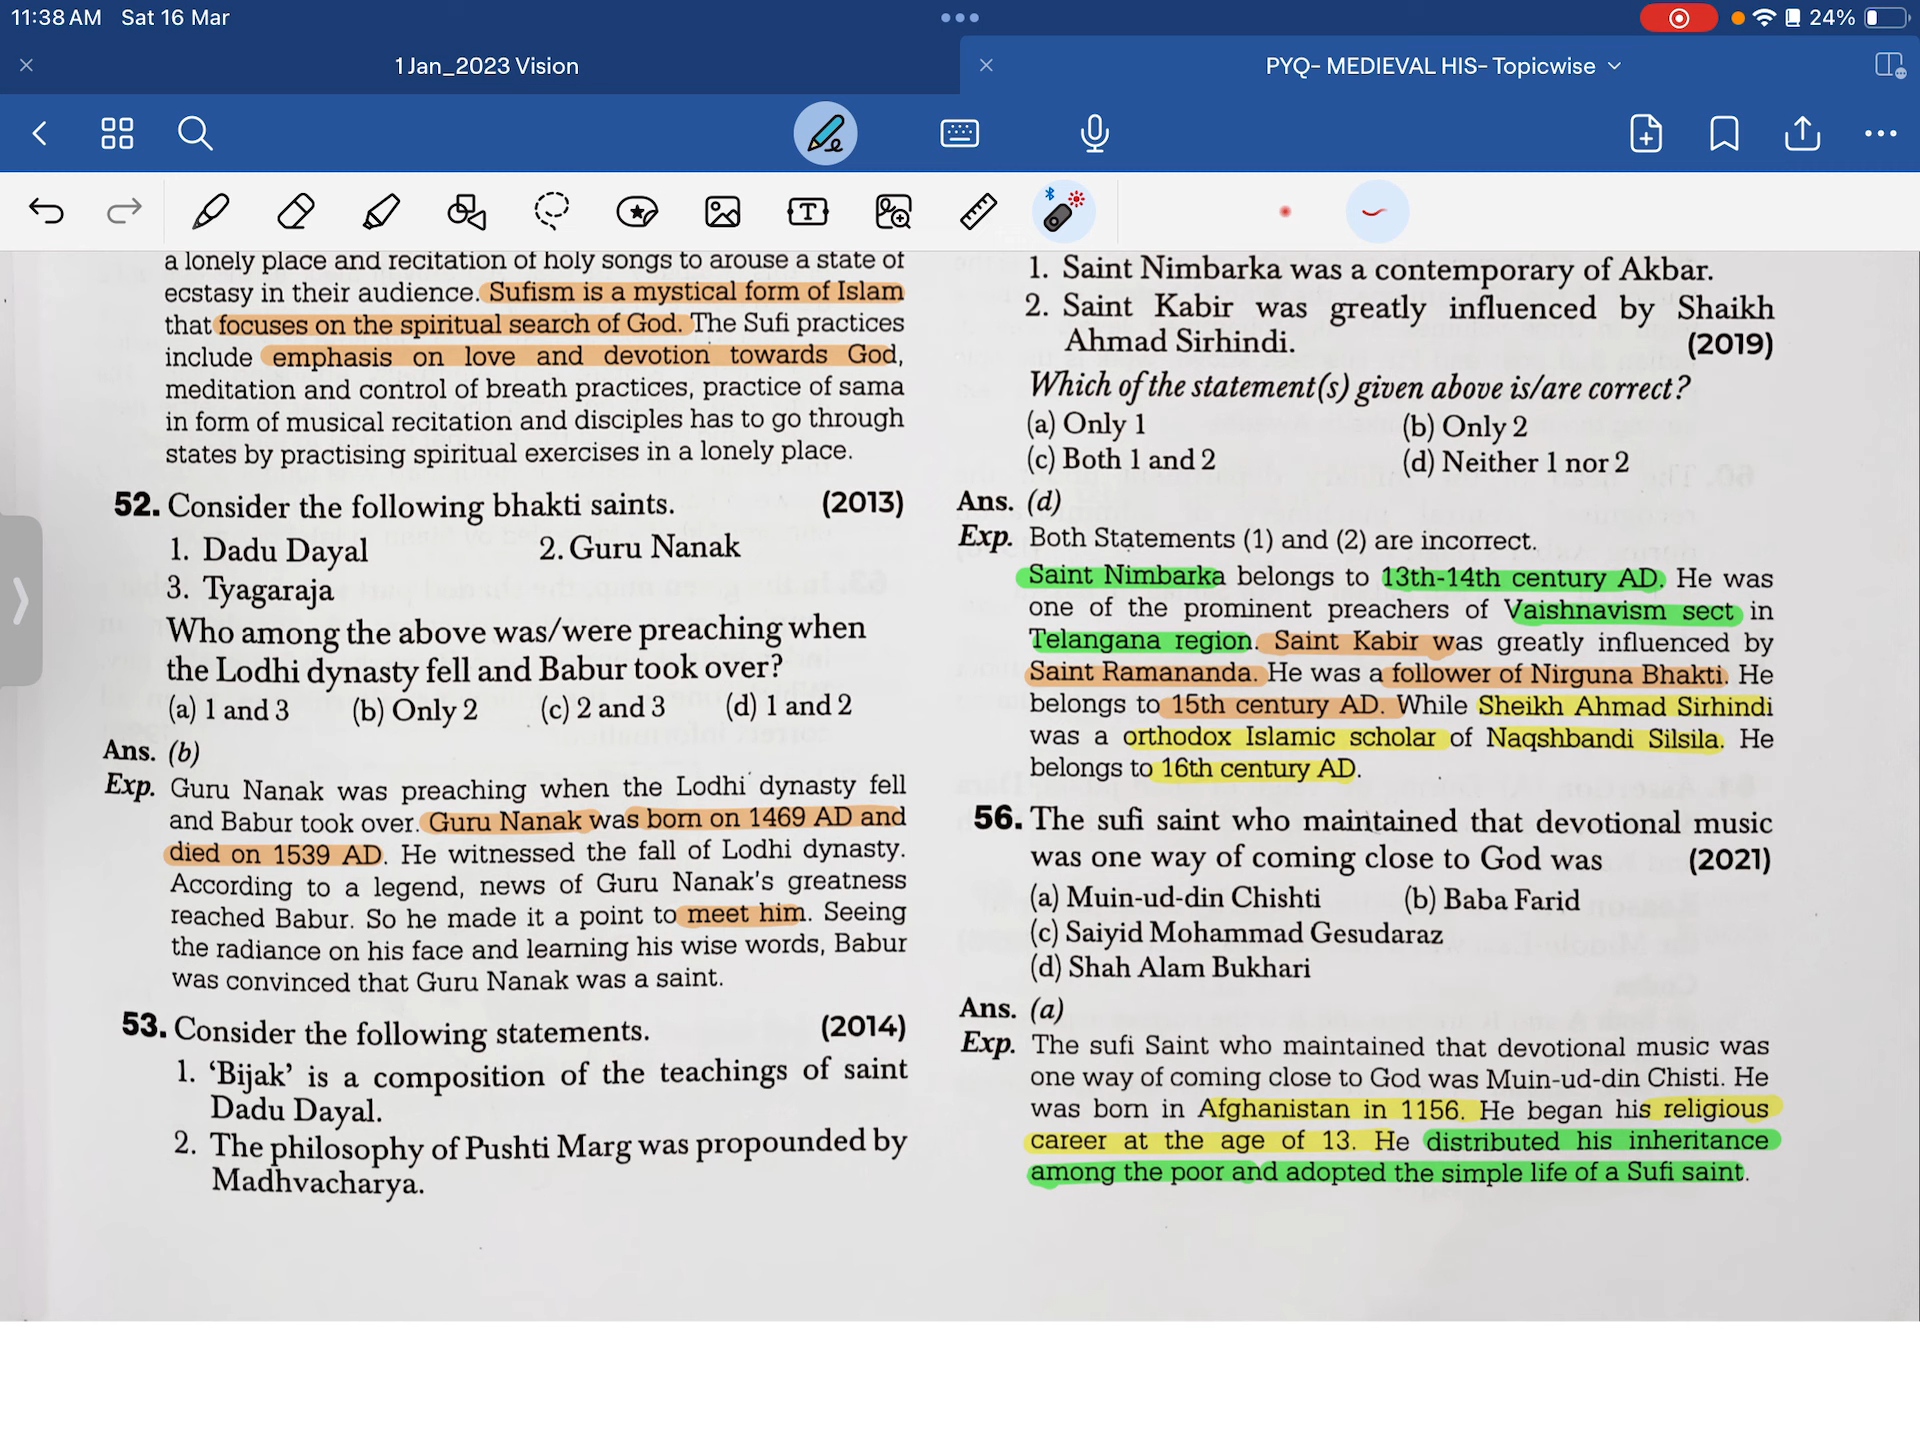 11:38 AM Sat 16 Mar
24%
1 Jan_2023 Vision
PYQ- MEDIEVAL HIS- Topicwise
a lonely place and recitation of holy songs to arouse a state of
ecstasy in their audience. Sufism is a mystical form of Islam
that focuses on the spiritual search of God. The Sufi practices
include emphasis on love and devotion towards God,
meditation and control of breath practices, practice of sama
in form of musical recitation and disciples has to go through
states by practising spiritual exercises in a lonely place.
52. Consider the following bhakti saints. (2013)
1. Dadu Dayal 2. Guru Nanak
3. Tyagaraja
Who among the above was/were preaching when
the Lodhi dynasty fell and Babur took over?
(a) 1 and 3 (b) Only 2 (c) 2 and 3 (d) 1 and 2
Ans. (b)
Exp. Guru Nanak was preaching when the Lodhi dynasty fell
and Babur took over. Guru Nanak was born on 1469 AD and
died on 1539 AD. He witnessed the fall of Lodhi dynasty.
According to a legend, news of Guru Nanak's greatness
reached Babur. So he made it a point to meet him. Seeing
the radiance on his face and learning his wise words, Babur
was convinced that Guru Nanak was a saint.
53. Consider the following statements. (2014)
1. 'Bijak' is a composition of the teachings of saint
Dadu Dayal.
2. The philosophy of Pushti Marg was propounded by
Madhvacharya.
1. Saint Nimbarka was a contemporary of Akbar.
2. Saint Kabir was greatly influenced by Shaikh
Ahmad Sirhindi. (2019)
Which of the statement(s) given above is/are correct?
(a) Only 1 (b) Only 2
(c) Both 1 and 2 (d) Neither 1 nor 2
Ans. (d)
Exp. Both Statements (1) and (2) are incorrect.
Saint Nimbarka belongs to 13th-14th century AD. He was
one of the prominent preachers of Vaishnavism sect in
Telangana region. Saint Kabir was greatly influenced by
Saint Ramananda. He was a follower of Nirguna Bhakti. He
belongs to 15th century AD. While Sheikh Ahmad Sirhindi
was a orthodox Islamic scholar of Naqshbandi Silsila. He
belongs to 16th century AD.
56. The sufi saint who maintained that devotional music
was one way of coming close to God was (2021)
(a) Muin-ud-din Chishti (b) Baba Farid
(c) Saiyid Mohammad Gesudaraz
(d) Shah Alam Bukhari
Ans. (a)
Exp. The sufi Saint who maintained that devotional music was
one way of coming close to God was Muin-ud-din Chisti. He
was born in Afghanistan in 1156. He began his religious
career at the age of 13. He distributed his inheritance
among the poor and adopted the simple life of a Sufi saint.